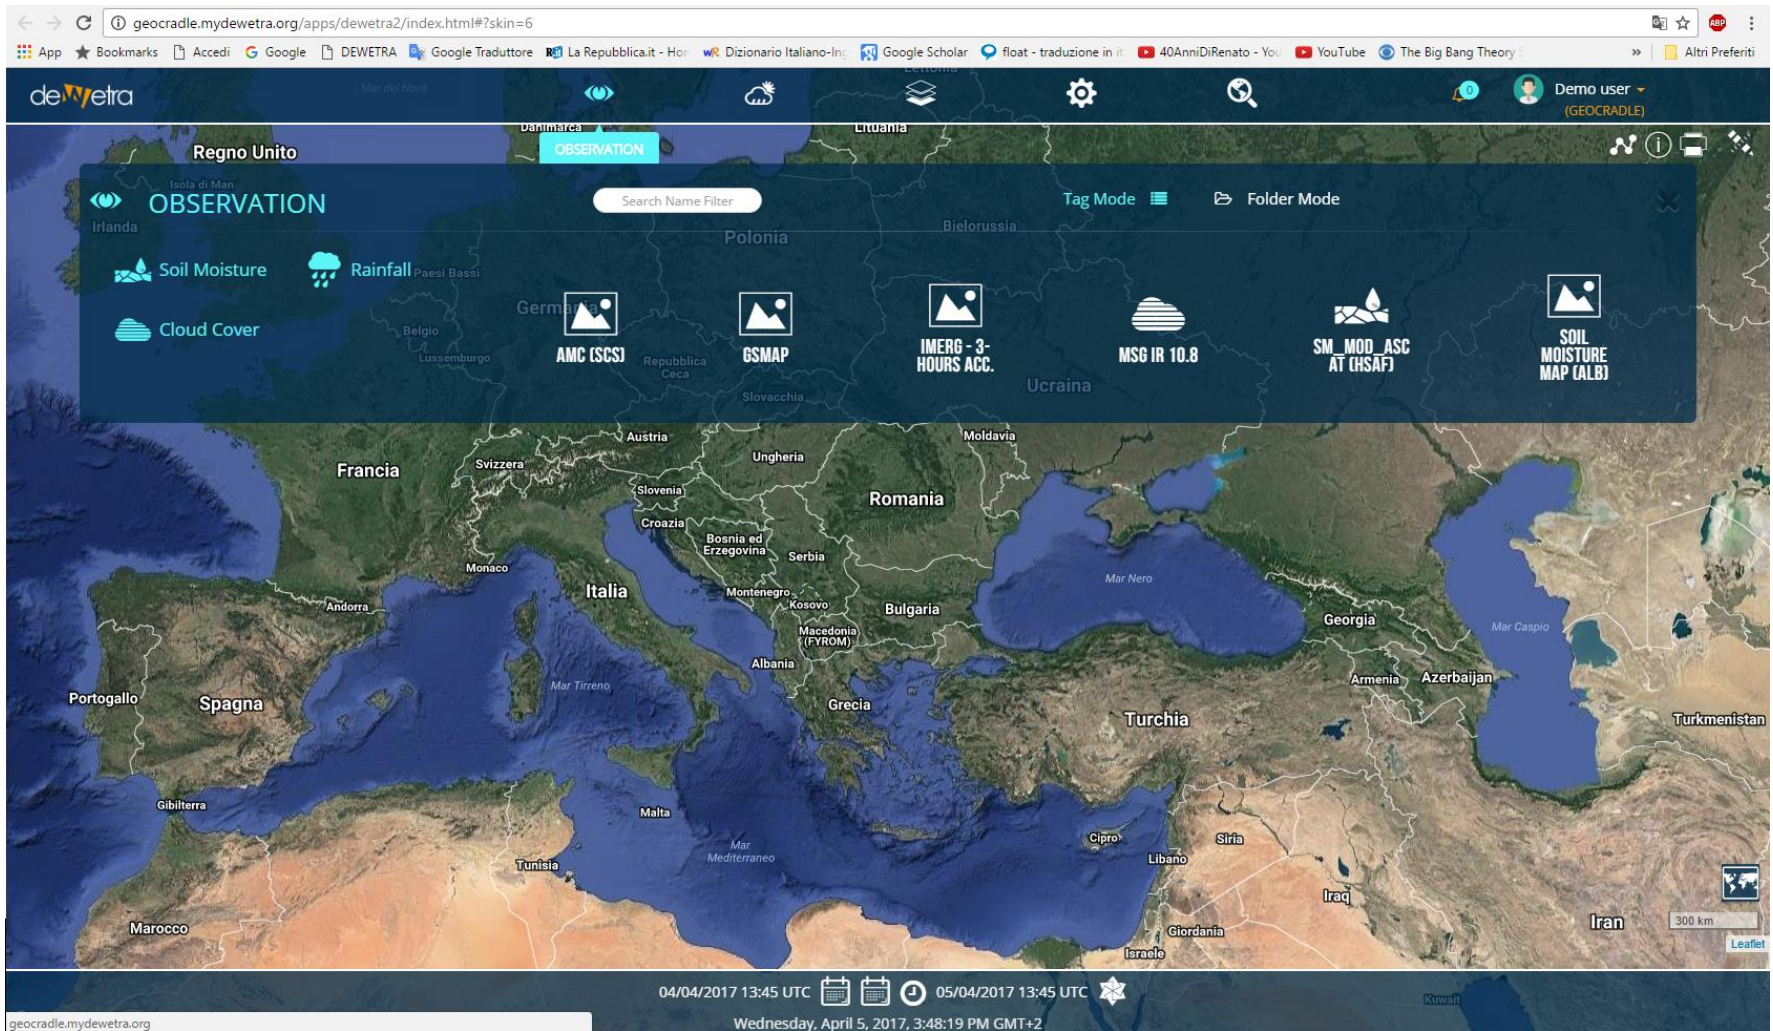 geocradle.mydewetra.org/apps/dewetra2/index.html#?skin=6
ABP
App
Bookmarks
Accedi
Google
DEWETRA
Google Traduttore
La Repubblica.it - Hom
Dizionario Italiano-Ing
Google Scholar
float - traduzione in it
40AnniDiRenato - You
YouTube
The Big Bang Theory S
»
Altri Preferiti
dewetra
Mar del Nord
Lettonia
0
Demo user
(GEOCRADLE)
Danimarca
Lituania
OBSERVATION
Regno Unito
Isola di Man
OBSERVATION
Search Name Filter
Tag Mode
Folder Mode
Irlanda
Polonia
Bielorussia
Soil Moisture
Rainfall
Paesi Bassi
Germania
Cloud Cover
Belgio
Lussemburgo
AMC (SCS)
Repubblica
Ceca
GSMAP
IMERG - 3-
HOURS ACC.
MSG IR 10.8
SM_MOD_ASC
AT (HSAF)
SOIL
MOISTURE
MAP (ALB)
Ucraina
Slovacchia
Austria
Moldavia
Francia
Svizzera
Ungheria
Slovenia
Romania
Croazia
Bosnia ed
Erzegovina
Serbia
Monaco
Mar Nero
Italia
Montenegro
Andorra
Kosovo
Bulgaria
Georgia
Mar Caspio
Macedonia
(FYROM)
Albania
Mar Tirreno
Armenia
Azerbaijan
Portogallo
Spagna
Grecia
Turchia
Turkmenistan
Gibilterra
Malta
Mar
Mediterraneo
Cipro
Siria
Libano
Tunisia
Iraq
Marocco
Giordania
Iran
300 km
Israele
Leaflet
04/04/2017 13:45 UTC
05/04/2017 13:45 UTC
Kuwait
geocradle.mydewetra.org
Wednesday, April 5, 2017, 3:48:19 PM GMT+2